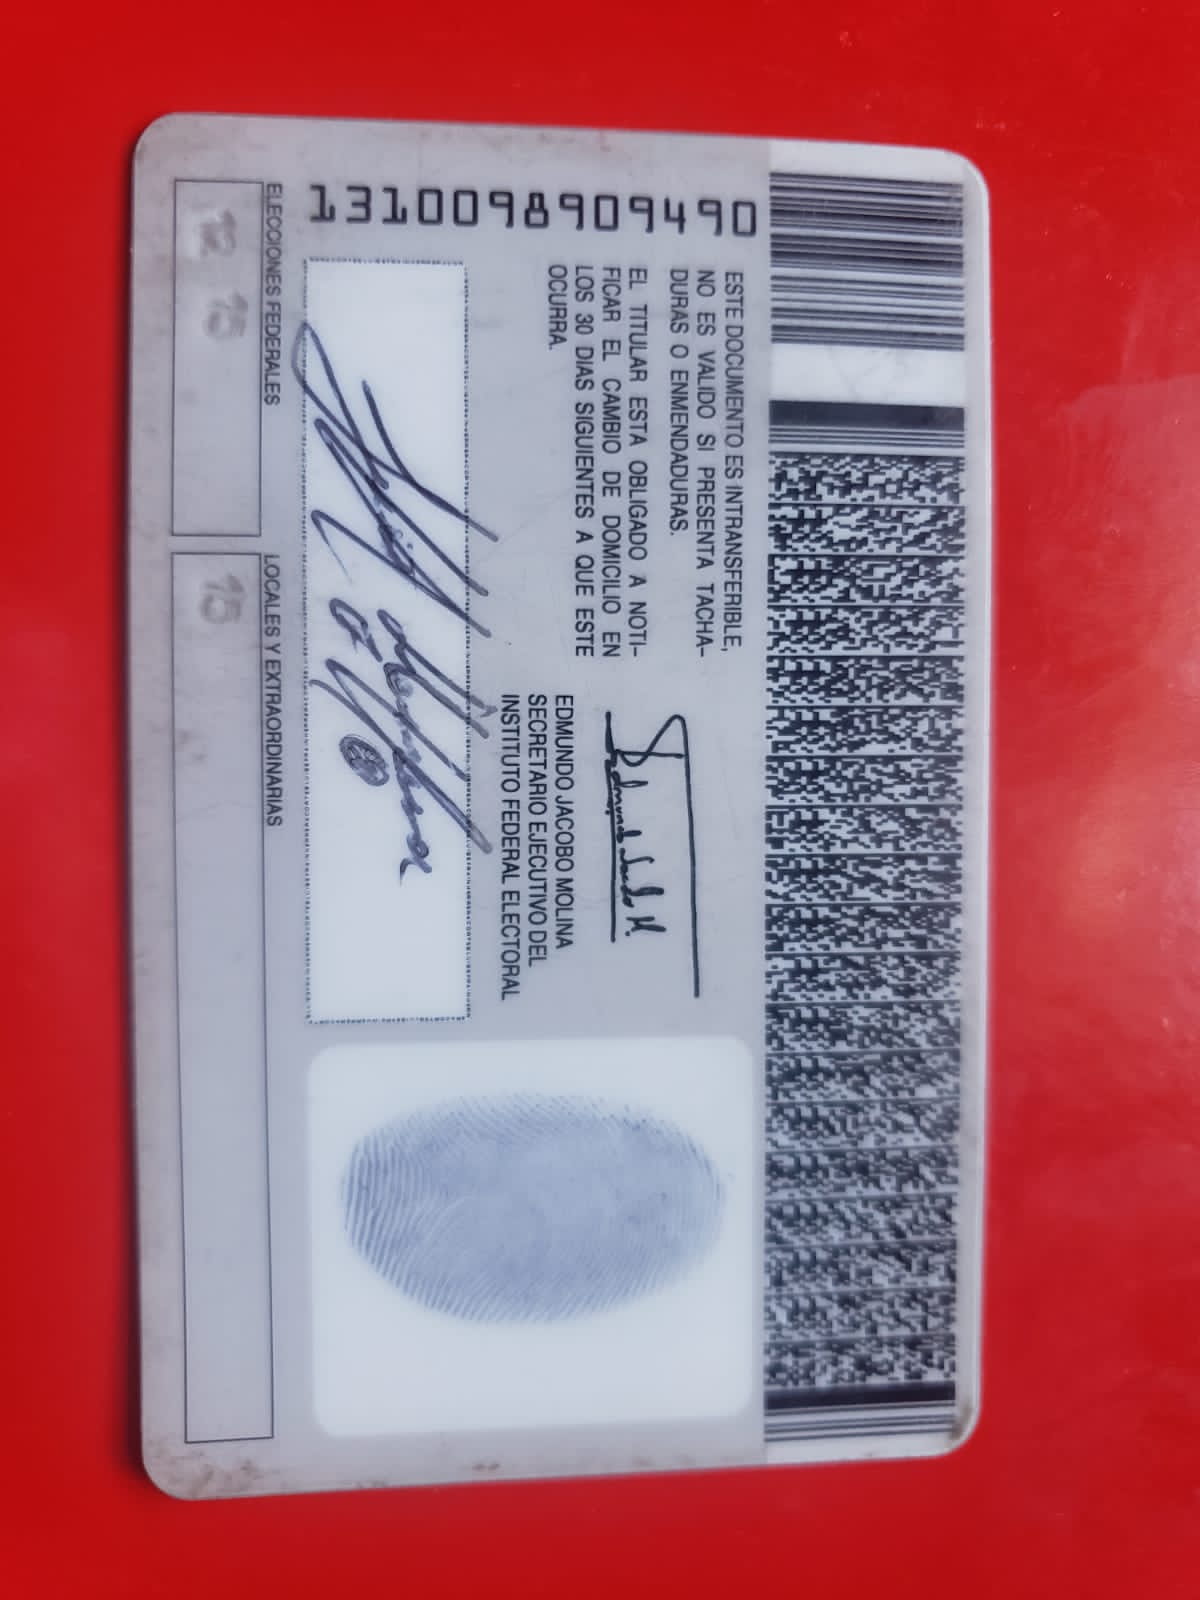 1310098909490
ESTE DOCUMENTO ES INTRANSFERIBLE,
NO ES VALIDO SI PRESENTA TACHA-
DURAS O ENMENDADURAS.
EL TITULAR ESTA OBLIGADO A NOTI-
FICAR EL CAMBIO DE DOMICILIO EN
LOS 30 DIAS SIGUIENTES A QUE ESTE
OCURRA.
EDMUNDO JACOBO MOLINA
SECRETARIO EJECUTIVO DEL
INSTITUTO FEDERAL ELECTORAL
ELECCIONES FEDERALES
12 15
LOCALES Y EXTRAORDINARIAS
15